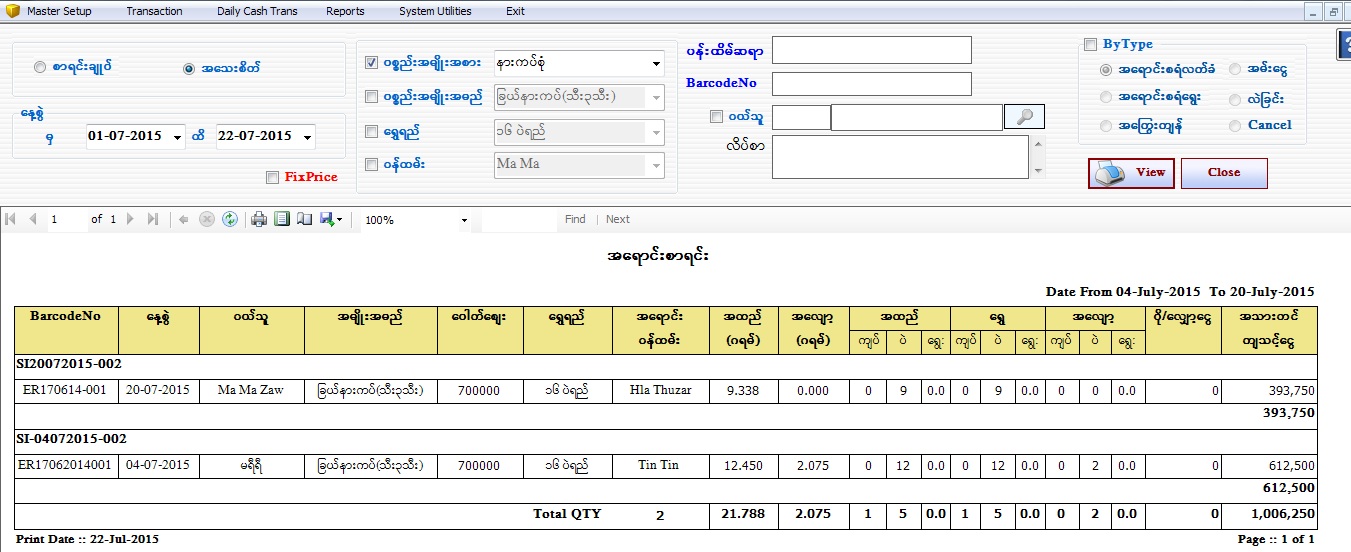 Master Setup Transaction Daily Cash Trans Reports System Utilities Exit
စာရင်းချုပ် အသေးစိတ်
နေ့စွဲ
မှ 01-07-2015 ထိ 22-07-2015
FixPrice
ပစ္စည်းအမျိုးအစား နားကပ်စုံ
ပစ္စည်းအမျိုးအမည် ခြယ်နားကပ်(သီး၃သီး)
ရွှေရည် ၁၆ ပဲရည်
ဝန်ထမ်း Ma Ma
ပန်းထိမ်ဆရာ
BarcodeNo
ဝယ်သူ
လိပ်စာ
ByType
အရောင်းစရံလတ်ခံ အမ်းငွေ
အရောင်းစရံရွေး လဲခြင်း
အကြွေးကျန် Cancel
View Close
1 of 1 100% Find | Next
အရောင်းစာရင်း
Date From 04-July-2015 To 20-July-2015
BarcodeNo နေ့စွဲ ဝယ်သူ အမျိုးအမည် ပေါက်စျေး ရွှေရည် အရောင်း ဝန်ထမ်း အထည် (ဂရမ်) အလျော့ (ဂရမ်) အထည် ရွှေ အလျော့ ပို/လျှော့ငွေ အသားတင် ကျသင့်ငွေ
ကျပ် ပဲ ရွေး ကျပ် ပဲ ရွေး ကျပ် ပဲ ရွေး
SI20072015-002
ER170614-001 20-07-2015 Ma Ma Zaw ခြယ်နားကပ်(သီး၃သီး) 700000 ၁၆ ပဲရည် Hla Thuzar 9.338 0.000 0 9 0.0 0 9 0.0 0 0 0.0 0 393,750
393,750
SI-04072015-002
ER17062014001 04-07-2015 မရီရီ ခြယ်နားကပ်(သီး၃သီး) 700000 ၁၆ ပဲရည် Tin Tin 12.450 2.075 0 12 0.0 0 12 0.0 0 2 0.0 0 612,500
612,500
Total QTY 2 21.788 2.075 1 5 0.0 1 5 0.0 0 2 0.0 0 1,006,250
Print Date :: 22-Jul-2015 Page :: 1 of 1